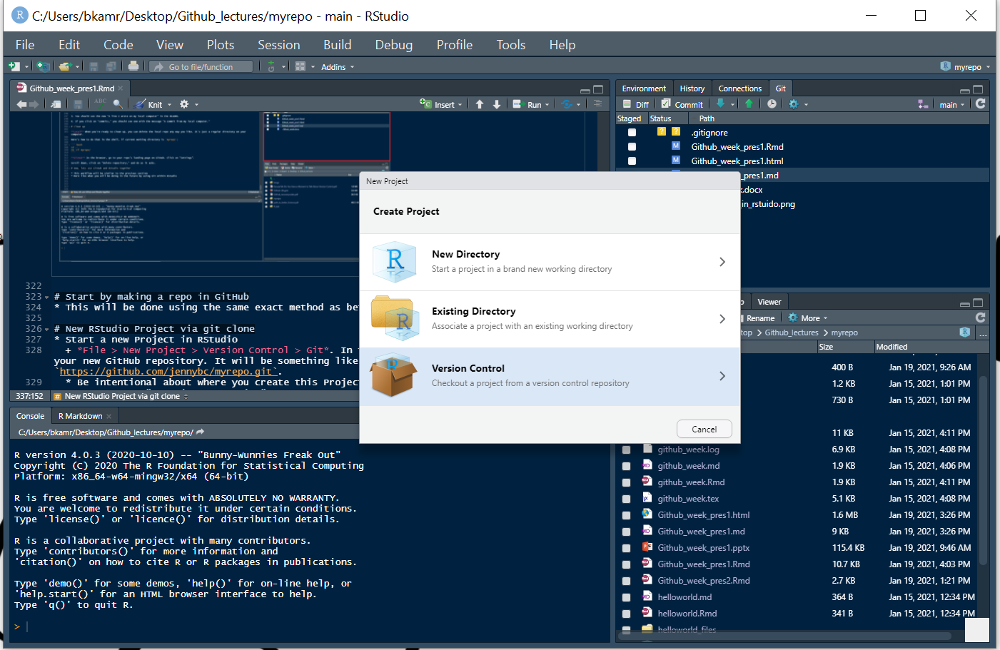 C:/Users/bkamr/Desktop/Github_lectures/myrepo - main - RStudio
File Edit Code View Plots Session Build Debug Profile Tools Help
Go to file/function Addins myrepo
Github_week_pres1.Rmd
ABC Knit Insert Run
322
323 # Start by making a repo in GitHub
324 * This will be done using the same exact method as be
325
326 # New RStudio Project via git clone
327 * Start a new Project in RStudio
328 + *File > New Project > Version Control > Git*. In
your new GitHub repository. It will be something like
`https://github.com/jennybc/myrepo.git`.
329 * Be intentional about where you create this Projec
337:152 # New RStudio Project via git clone
Console R Markdown
C:/Users/bkamr/Desktop/Github_lectures/myrepo/
R version 4.0.3 (2020-10-10) -- "Bunny-Wunnies Freak Out"
Copyright (C) 2020 The R Foundation for Statistical Computing
Platform: x86_64-w64-mingw32/x64 (64-bit)
R is free software and comes with ABSOLUTELY NO WARRANTY.
You are welcome to redistribute it under certain conditions.
Type 'license()' or 'licence()' for distribution details.
R is a collaborative project with many contributors.
Type 'contributors()' for more information and
'citation()' on how to cite R or R packages in publications.
Type 'demo()' for some demos, 'help()' for on-line help, or
'help.start()' for an HTML browser interface to help.
Type 'q()' to quit R.
>
New Project
Create Project
New Directory
Start a project in a brand new working directory
Existing Directory
Associate a project with an existing working directory
Version Control
Checkout a project from a version control repository
Cancel
Environment History Connections Git
Diff Commit main
Staged Status Path
? ? .gitignore
M Github_week_pres1.Rmd
M Github_week_pres1.html
_pres1.md
.docx
_in_rstuido.png
Viewer
Rename More
top > Github_lectures > myrepo ...
Size Modified
400 B Jan 19, 2021, 9:26 AM
1.2 KB Jan 15, 2021, 1:01 PM
730 B Jan 15, 2021, 1:01 PM
11 KB Jan 15, 2021, 4:11 PM
github_week.log 6.9 KB Jan 15, 2021, 4:08 PM
github_week.md 1.9 KB Jan 15, 2021, 4:06 PM
github_week.Rmd 1.9 KB Jan 15, 2021, 4:11 PM
github_week.tex 5.1 KB Jan 15, 2021, 4:08 PM
Github_week_pres1.html 1.6 MB Jan 19, 2021, 3:26 PM
Github_week_pres1.md 9 KB Jan 19, 2021, 3:26 PM
Github_week_pres1.pptx 115.4 KB Jan 19, 2021, 9:46 AM
Github_week_pres1.Rmd 10.7 KB Jan 19, 2021, 4:03 PM
Github_week_pres2.Rmd 2.7 KB Jan 19, 2021, 1:21 PM
helloworld.md 364 B Jan 15, 2021, 12:34 PM
helloworld.Rmd 341 B Jan 15, 2021, 12:34 PM
helloworld_files